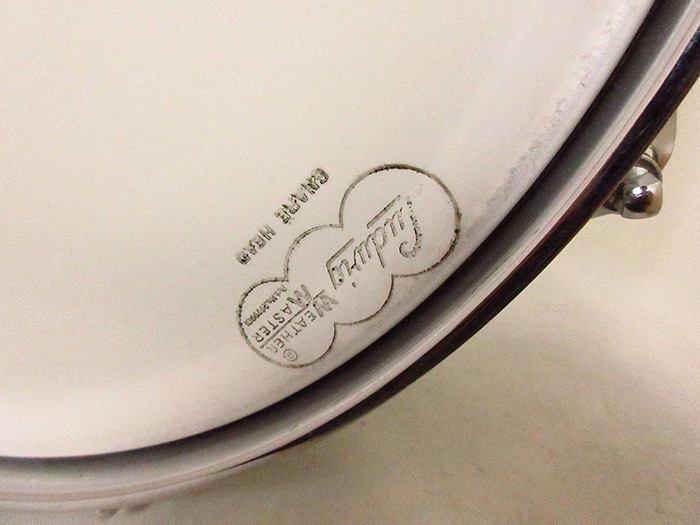 Ludwig
WEATHER
MASTER
®
SNARE HEAD